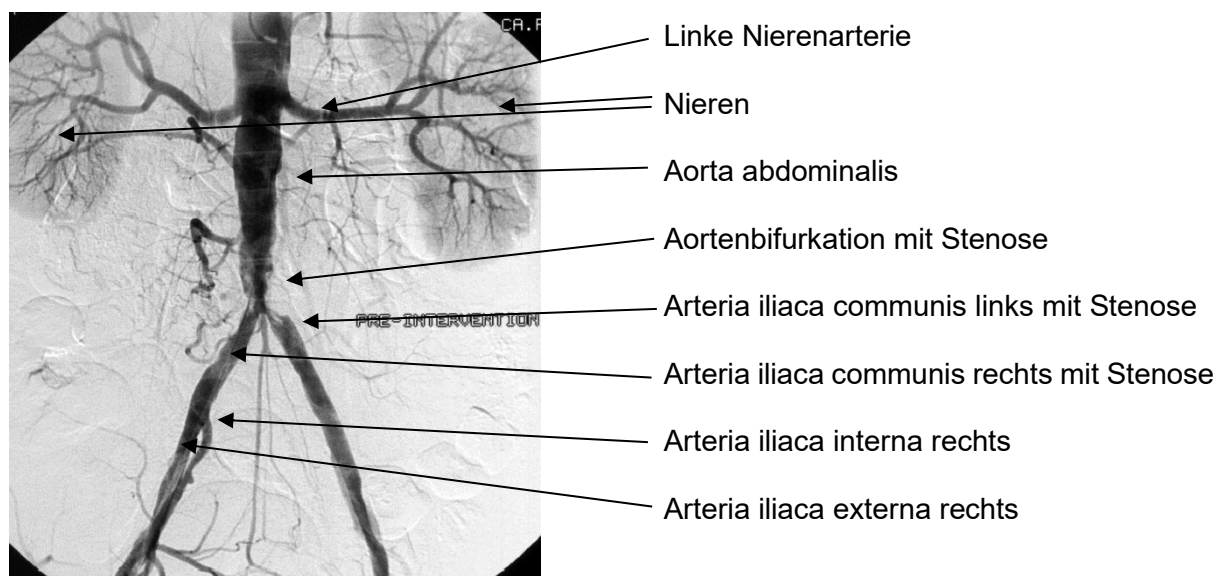 CA.
Linke Nierenarterie
Nieren
Aorta abdominalis
Aortenbifurkation mit Stenose
Arteria iliaca communis links mit Stenose
PRE-INTERVENTION
Arteria iliaca communis rechts mit Stenose
Arteria iliaca interna rechts
Arteria iliaca externa rechts